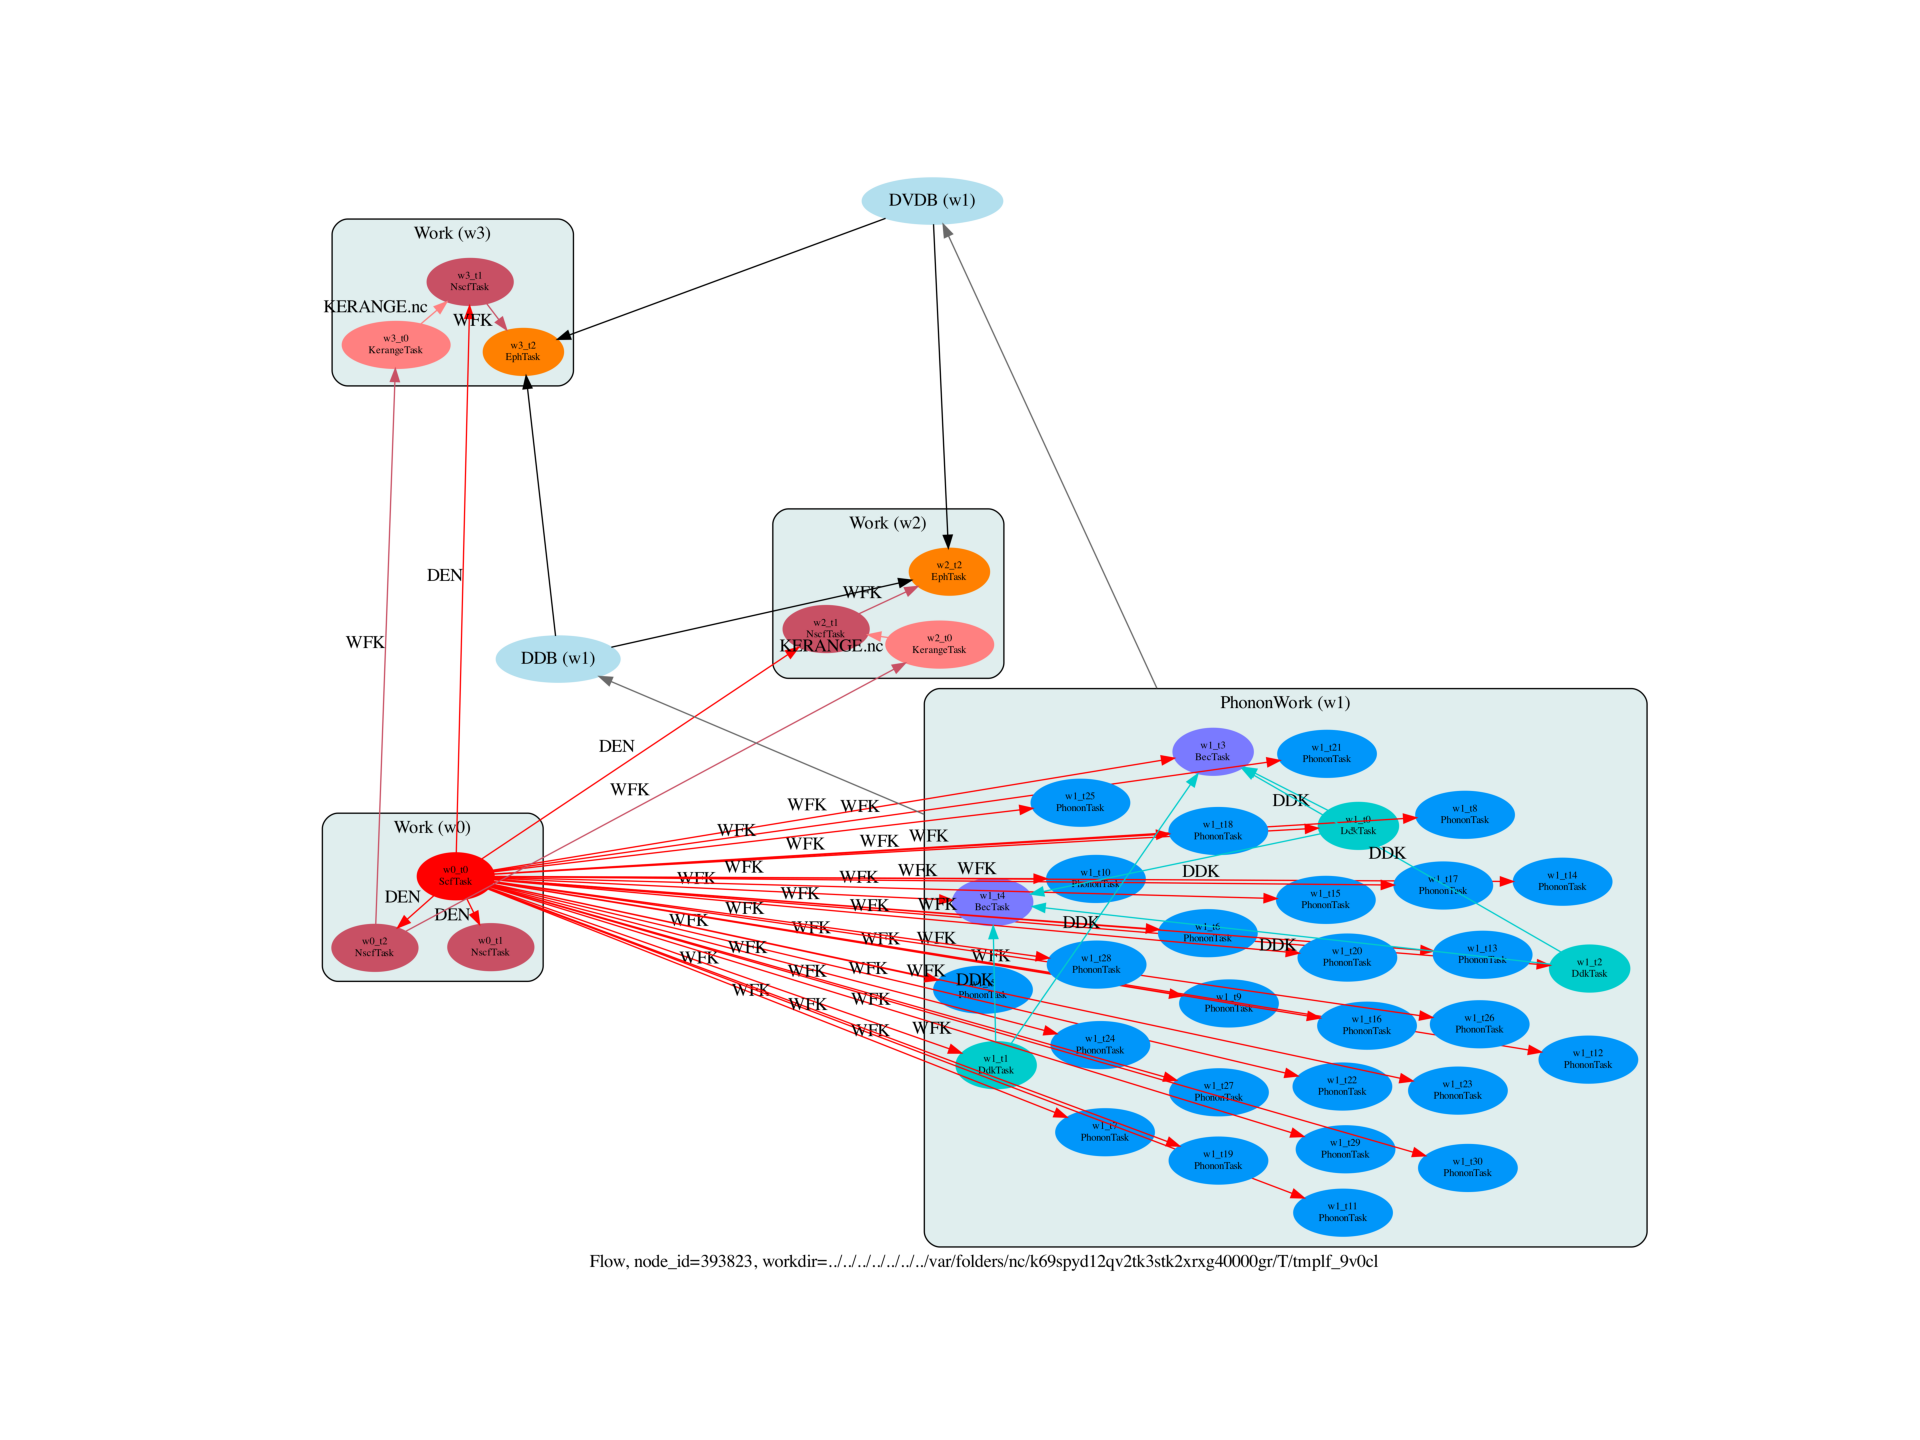 DVDB (w1)
Work (w3)
w3_t1
NscfTask
KERANGE.nc
WFK
w3_t0
KerangeTask
w3_t2
EphTask
DEN
WFK
Work (w2)
w2_t2
EphTask
WFK
w2_t1
NscfTask
KERANGE.nc
w2_t0
KerangeTask
DDB (w1)
DEN
WFK
Work (w0)
w0_t0
ScfTask
DEN
DEN
w0_t2
NscfTask
w0_t1
NscfTask
PhononWork (w1)
w1_t3
BecTask
w1_t21
PhononTask
w1_t25
PhononTask
DDK
w1_t8
PhononTask
w1_t18
PhononTask
w1_t0
DdkTask
WFK
WFK
WFK
WFK
WFK
WFK
DDK
WFK
WFK
WFK
WFK
WFK
DDK
w1_t10
PhononTask
w1_t17
PhononTask
w1_t14
PhononTask
w1_t4
BecTask
w1_t15
PhononTask
WFK
WFK
WFK
WFK
WFK
WFK
WFK
WFK
WFK
DDK
PhononTask
DDK
w1_t20
PhononTask
w1_t13
PhononTask
w1_t2
DdkTask
WFK
WFK
WFK
w1_t28
PhononTask
WFK
WFK
WFK
DDK
PhononTask
w1_t9
PhononTask
w1_t16
PhononTask
w1_t26
PhononTask
WFK
WFK
WFK
WFK
WFK
w1_t24
PhononTask
w1_t12
PhononTask
w1_t1
DdkTask
w1_t27
PhononTask
w1_t22
PhononTask
w1_t23
PhononTask
w1_t7
PhononTask
w1_t19
PhononTask
w1_t29
PhononTask
w1_t30
PhononTask
w1_t11
PhononTask
Flow, node_id=393823, workdir=../../../../../../../var/folders/nc/k69spyd12qv2tk3stk2xrxg40000gr/T/tmplf_9v0cl